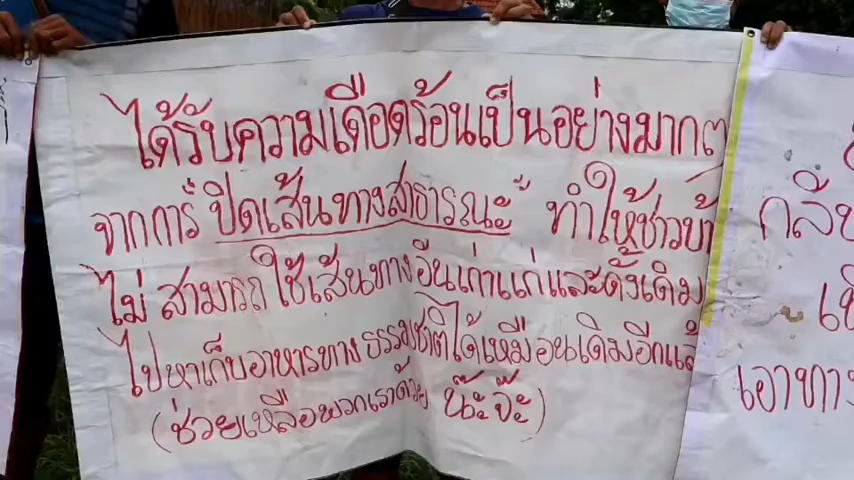 ได้รับความเดือดร้อนเป็นอย่างมากๆ
จากการ "ปิดเส้นทางสาธารณะ" ทำให้ชาวบ้า
ไม่สามารถใช้เส้นทางอันเก่าแก่และดั้งเดิม
ไปหาเก็บอาหารทางธรรมชาติได้เหมือนเดิมอีกแล้
(ช่วยเหลือพวกเราด้วย น๊ะจ๊ะ)